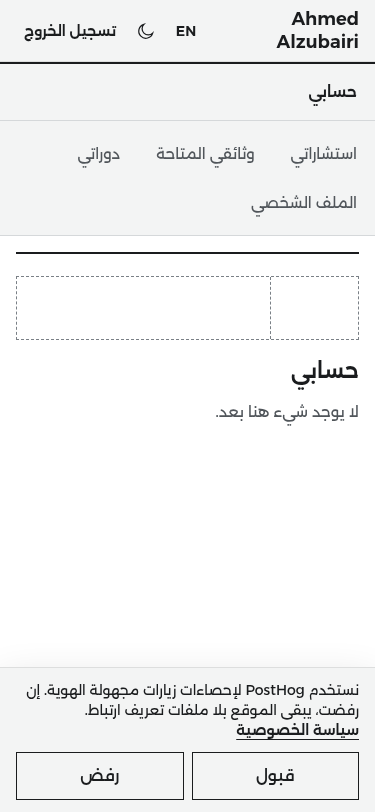 Ahmed
Alzubairi
EN
تسجيل الخروج
حسابي
استشاراتي
وثائقي المتاحة
دوراتي
الملف الشخصي
حسابي
لا يوجد شيء هنا بعد.
نستخدم PostHog لإحصاءات زيارات مجهولة الهوية. إن
رفضت، يبقى الموقع بلا ملفات تعريف ارتباط.
سياسة الخصوصية
قبول
رفض